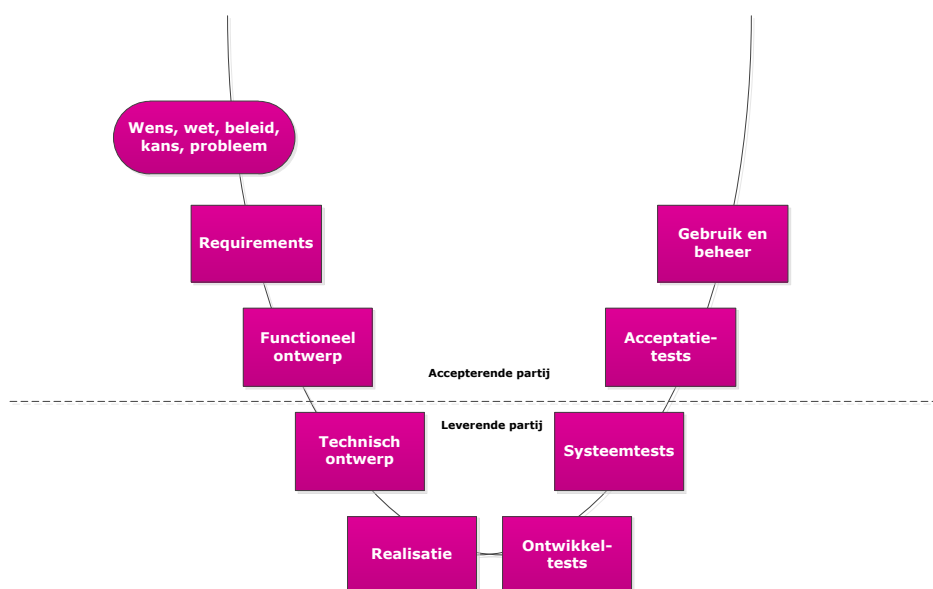 Wens, wet, beleid,
kans, probleem
Requirements
Gebruik en
beheer
Functioneel
ontwerp
Acceptatie-
tests
Accepterende partij
Leverende partij
Technisch
ontwerp
Systeemtests
Realisatie
Ontwikkel-
tests